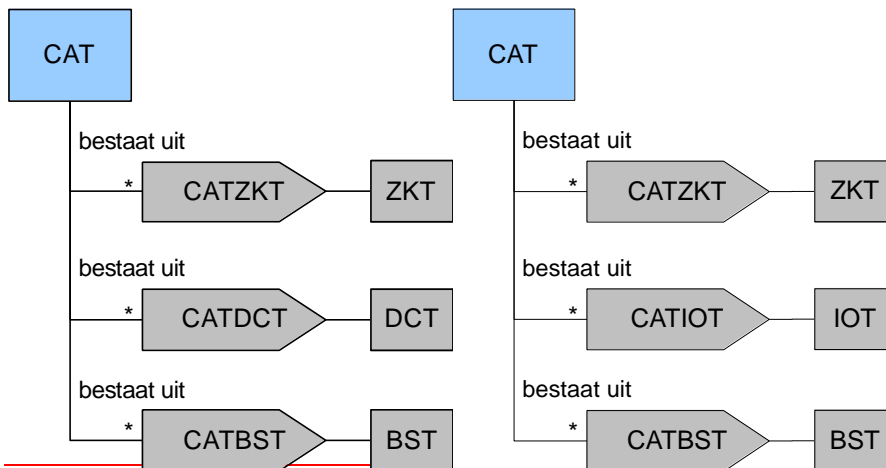 CAT
bestaat uit
* CATZKT ZKT
bestaat uit
* CATDCT DCT
bestaat uit
* CATBST BST
CAT
bestaat uit
* CATZKT ZKT
bestaat uit
* CATIOT IOT
bestaat uit
* CATBST BST